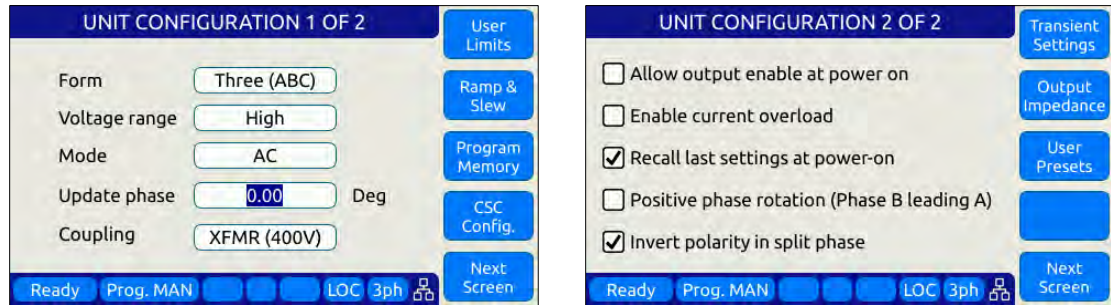 UNIT CONFIGURATION 1 OF 2
Form Three (ABC)
Voltage range High
Mode AC
Update phase 0.00 Deg
Coupling XFMR (400V)
User
Limits
Ramp &
Slew
Program
Memory
CSC
Config.
Next
Screen
Ready Prog. MAN LOC 3ph
UNIT CONFIGURATION 2 OF 2
Allow output enable at power on
Enable current overload
Recall last settings at power-on
Positive phase rotation (Phase B leading A)
Invert polarity in split phase
Transient
Settings
Output
Impedance
User
Presets
Next
Screen
Ready Prog. MAN LOC 3ph